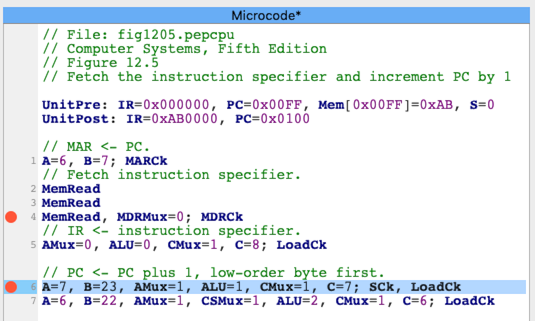 Microcode*
// File: fig1205.pepcpu
// Computer Systems, Fifth Edition
// Figure 12.5
// Fetch the instruction specifier and increment PC by 1
UnitPre: IR=0x000000, PC=0x00FF, Mem[0x00FF]=0xAB, S=0
UnitPost: IR=0xAB0000, PC=0x0100
// MAR <- PC.
1 A=6, B=7; MARCk
// Fetch instruction specifier.
2 MemRead
3 MemRead
4 MemRead, MDRMux=0; MDRCk
// IR <- instruction specifier.
5 AMux=0, ALU=0, CMux=1, C=8; LoadCk
// PC <- PC plus 1, low-order byte first.
6 A=7, B=23, AMux=1, ALU=1, CMux=1, C=7; SCk, LoadCk
7 A=6, B=22, AMux=1, CSMux=1, ALU=2, CMux=1, C=6; LoadCk